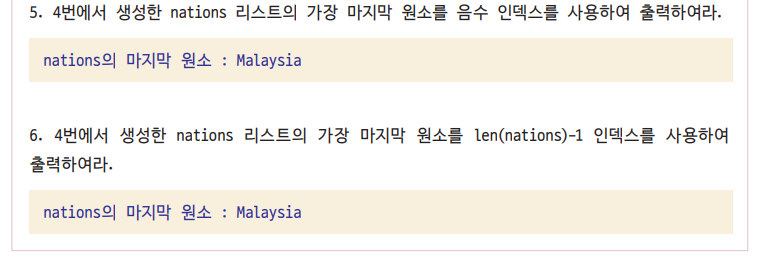 5. 4번에서 생성한 nations 리스트의 가장 마지막 원소를 음수 인덱스를 사용하여 출력하여라.
nations의 마지막 원소 : Malaysia
6. 4번에서 생성한 nations 리스트의 가장 마지막 원소를 len(nations)-1 인덱스를 사용하여
출력하여라.
nations의 마지막 원소 : Malaysia